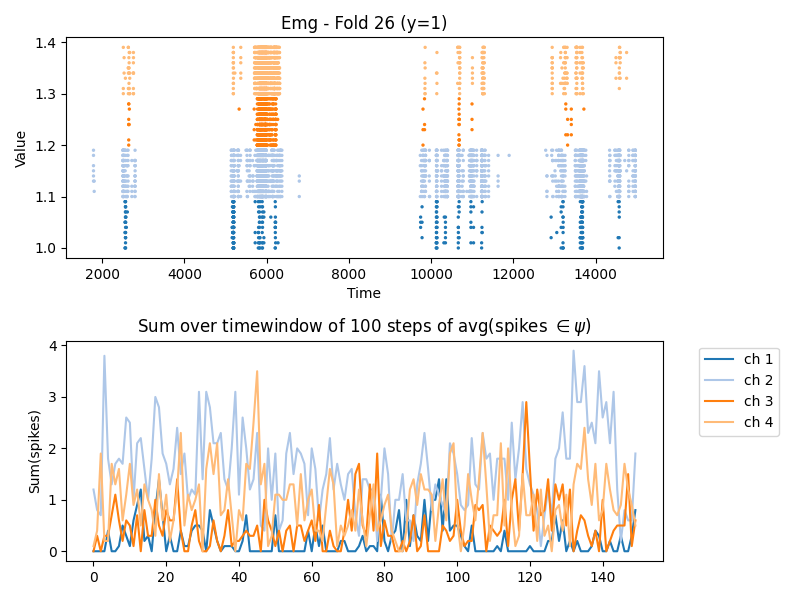 Emg - Fold 26 (y=1)
Value
1.4
1.3
1.2
1.1
1.0
2000 4000 6000 8000 10000 12000 14000
Time
Sum over timewindow of 100 steps of avg(spikes ∈ ψ)
Sum(spikes)
4
3
2
1
0
0 20 40 60 80 100 120 140
ch 1
ch 2
ch 3
ch 4